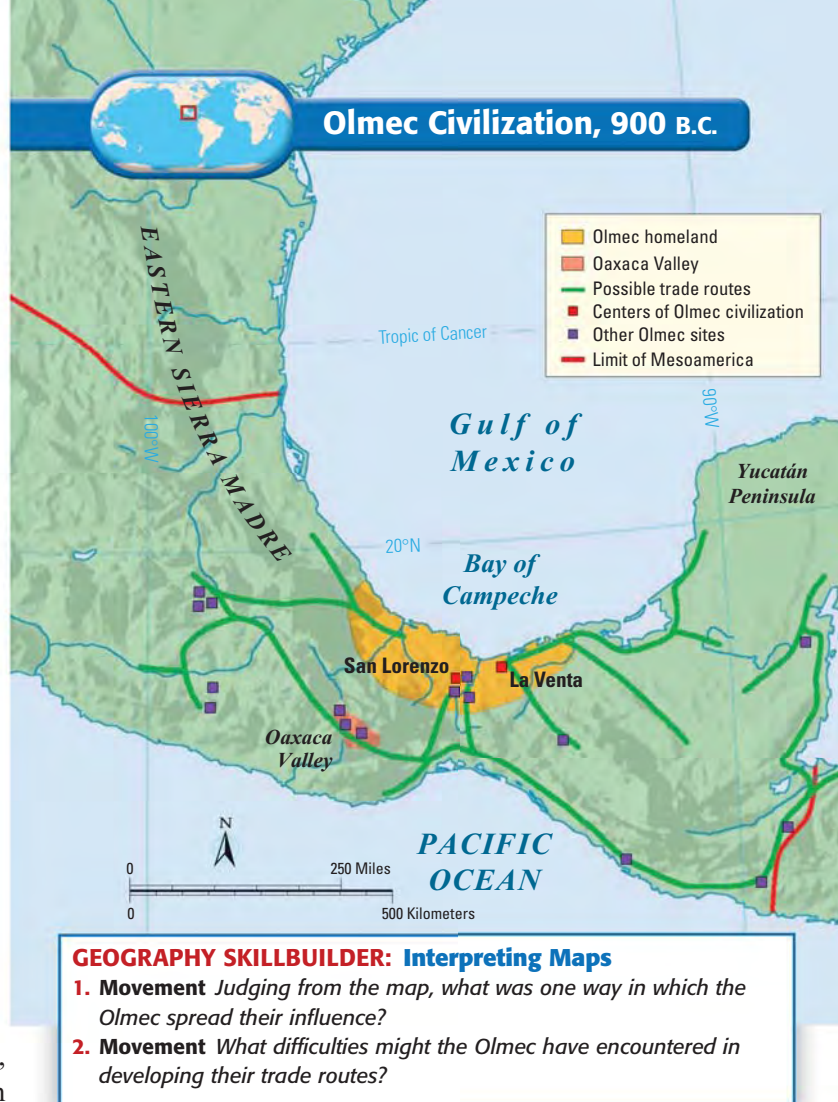 Olmec Civilization, 900 B.C.
Olmec homeland
Oaxaca Valley
Possible trade routes
Centers of Olmec civilization
Other Olmec sites
Limit of Mesoamerica
EASTERN SIERRA MADRE
Tropic of Cancer
100°W
90°W
Gulf of
Mexico
Yucatán
Peninsula
20°N
Bay of
Campeche
San Lorenzo
La Venta
Oaxaca
Valley
N
PACIFIC
OCEAN
0 250 Miles
0 500 Kilometers
GEOGRAPHY SKILLBUILDER: Interpreting Maps
1. Movement Judging from the map, what was one way in which the
Olmec spread their influence?
2. Movement What difficulties might the Olmec have encountered in
developing their trade routes?